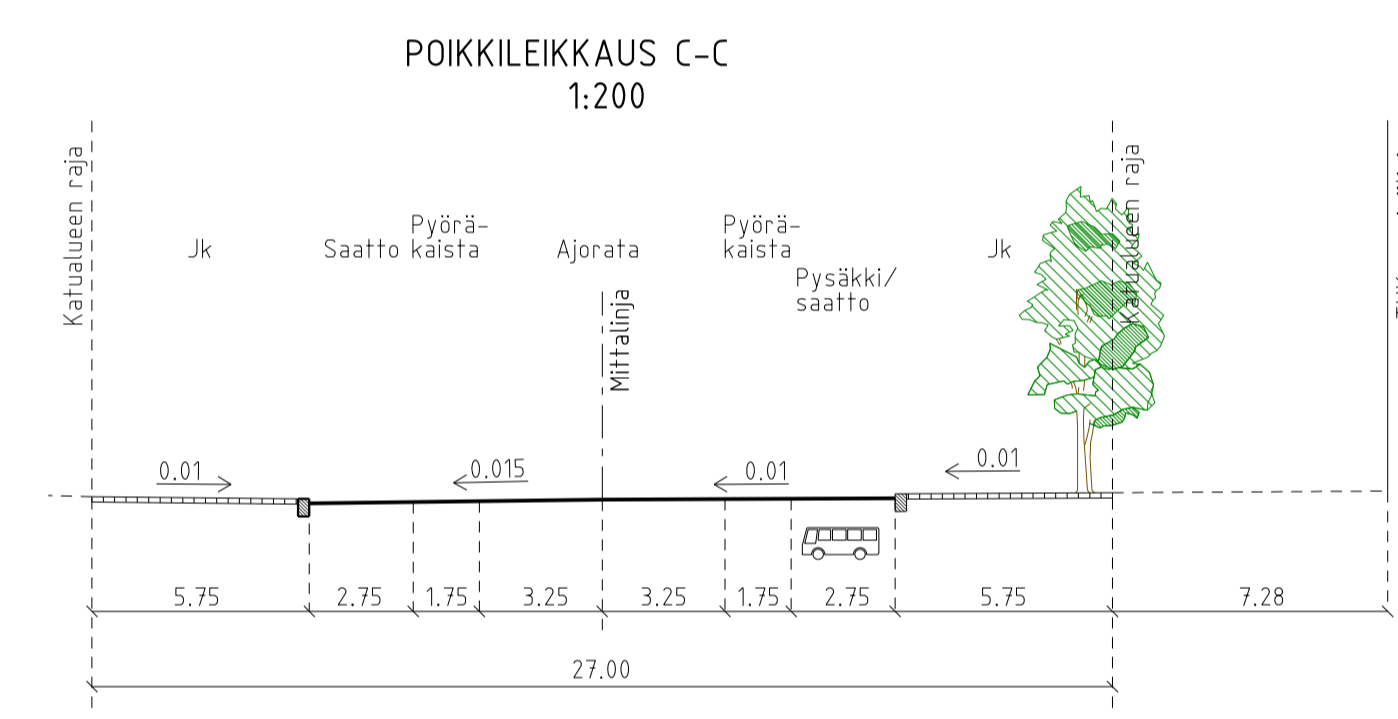 POIKKILEIKKAUS C-C
1:200
Katualueen raja
Jk
Saatto
Pyörä-
kaista
Ajorata
Mittalinja
Pyörä-
kaista
Pysäkki/
saatto
Jk
Katualueen raja
0.01
0.015
0.01
0.01
5.75
2.75
1.75
3.25
3.25
1.75
2.75
5.75
7.28
27.00